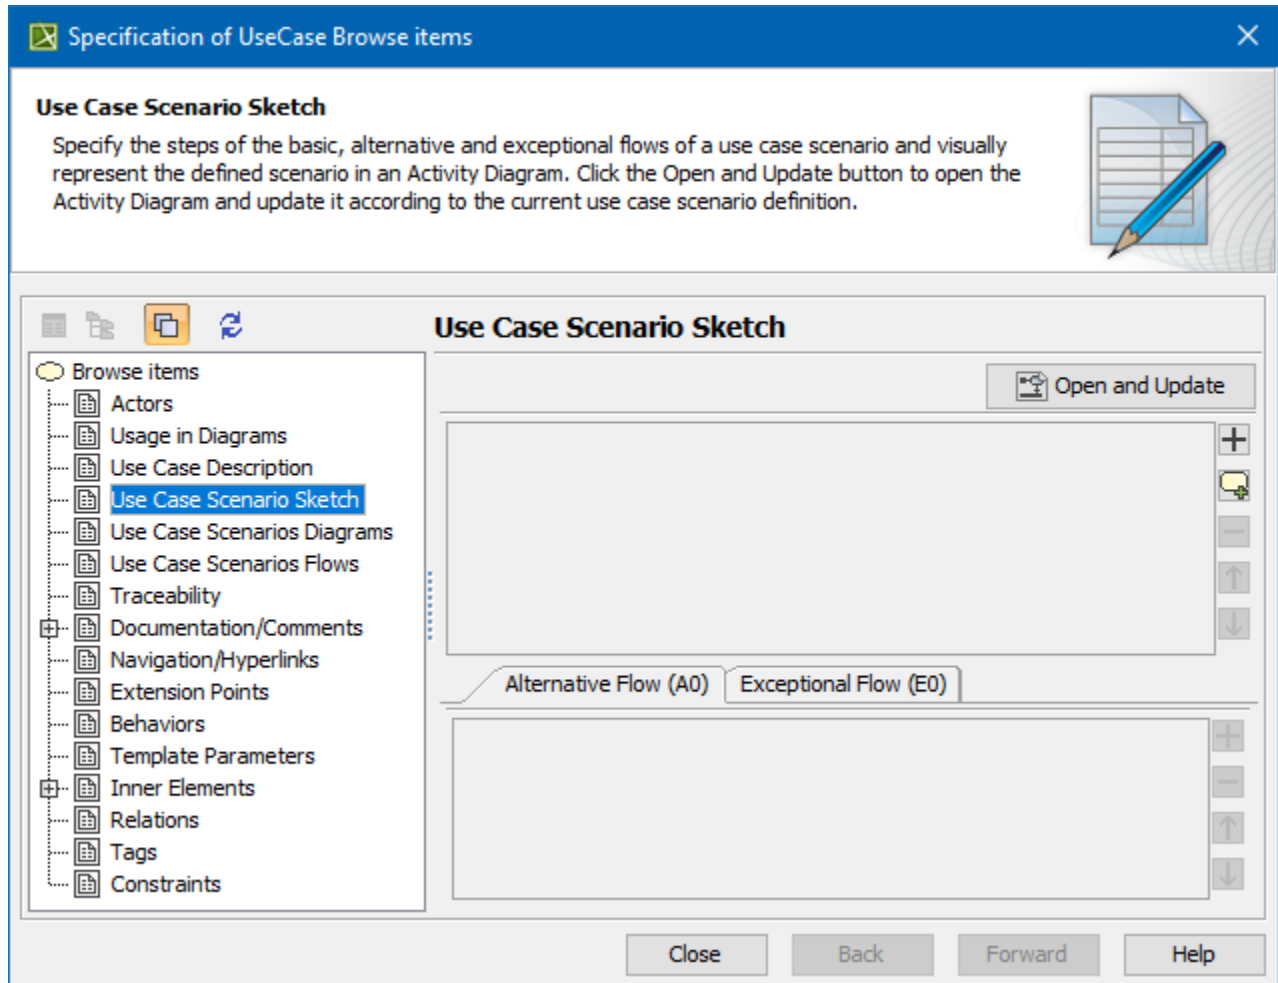 Specification of UseCase Browse items
Use Case Scenario Sketch
Specify the steps of the basic, alternative and exceptional flows of a use case scenario and visually
represent the defined scenario in an Activity Diagram. Click the Open and Update button to open the
Activity Diagram and update it according to the current use case scenario definition.
Use Case Scenario Sketch
Browse items
Actors
Usage in Diagrams
Use Case Description
Use Case Scenario Sketch
Use Case Scenarios Diagrams
Use Case Scenarios Flows
Traceability
Documentation/Comments
Navigation/Hyperlinks
Extension Points
Behaviors
Template Parameters
Inner Elements
Relations
Tags
Constraints
Open and Update
Alternative Flow (A0)
Exceptional Flow (E0)
Close
Back
Forward
Help